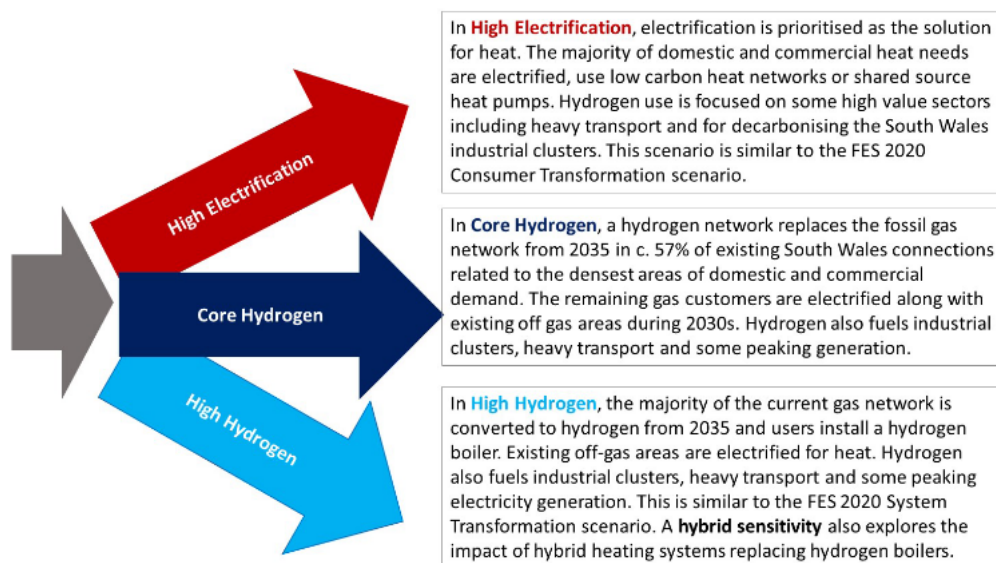 In High Electrification, electrification is prioritised as the solution
for heat. The majority of domestic and commercial heat needs
are electrified, use low carbon heat networks or shared source
heat pumps. Hydrogen use is focused on some high value sectors
including heavy transport and for decarbonising the South Wales
industrial clusters. This scenario is similar to the FES 2020
Consumer Transformation scenario.
High Electrification
In Core Hydrogen, a hydrogen network replaces the fossil gas
network from 2035 in c. 57% of existing South Wales connections
related to the densest areas of domestic and commercial
demand. The remaining gas customers are electrified along with
existing off gas areas during 2030s. Hydrogen also fuels industrial
clusters, heavy transport and some peaking generation.
Core Hydrogen
In High Hydrogen, the majority of the current gas network is
converted to hydrogen from 2035 and users install a hydrogen
boiler. Existing off-gas areas are electrified for heat. Hydrogen
also fuels industrial clusters, heavy transport and some peaking
electricity generation. This is similar to the FES 2020 System
Transformation scenario. A hybrid sensitivity also explores the
impact of hybrid heating systems replacing hydrogen boilers.
High Hydrogen